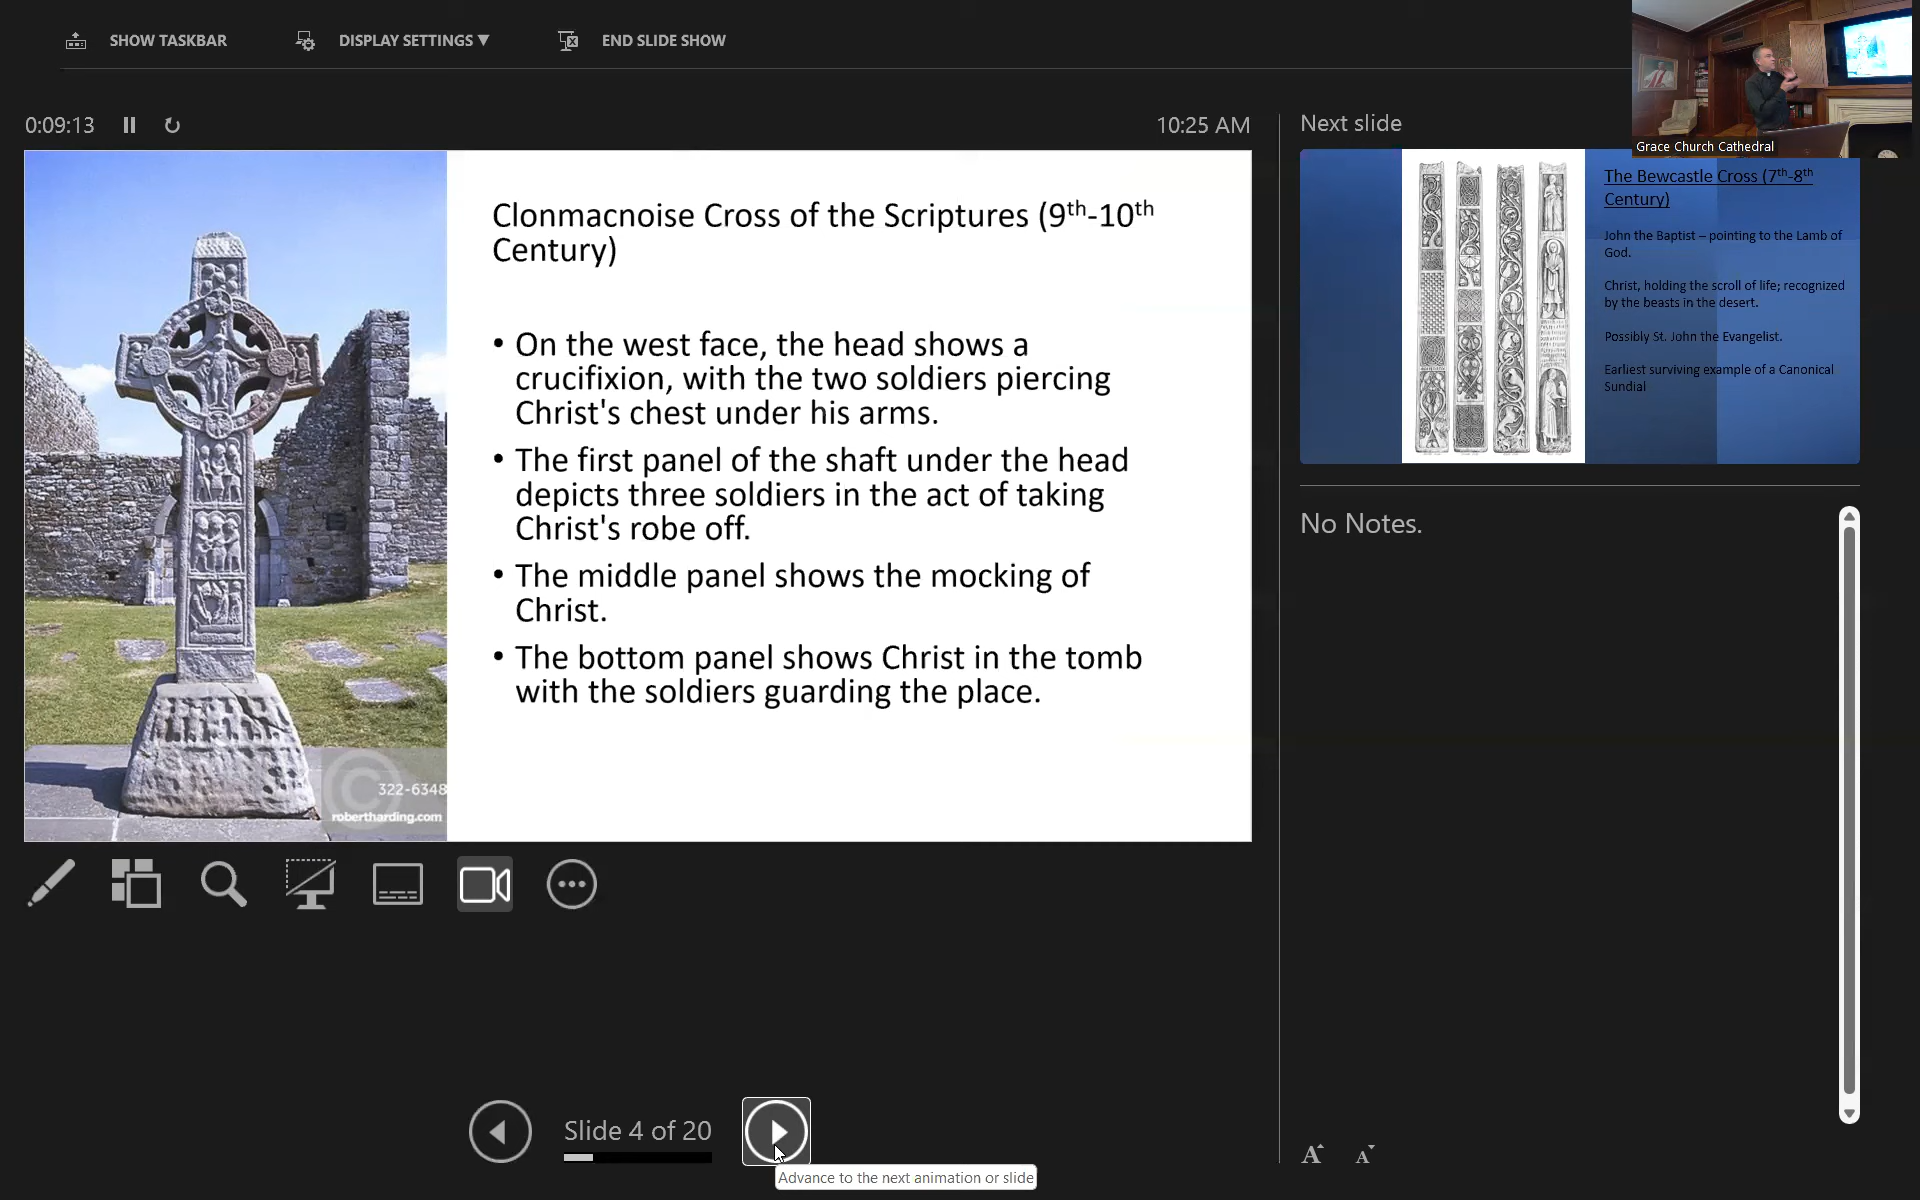 SHOW TASKBAR
DISPLAY SETTINGS ▼
END SLIDE SHOW
0:09:13
10:25 AM
Next slide
Grace Church Cathedral
Clonmacnoise Cross of the Scriptures (9th-10th
Century)
• On the west face, the head shows a
crucifixion, with the two soldiers piercing
Christ's chest under his arms.
• The first panel of the shaft under the head
depicts three soldiers in the act of taking
Christ's robe off.
• The middle panel shows the mocking of
Christ.
• The bottom panel shows Christ in the tomb
with the soldiers guarding the place.
C
322-6348
robertharding.com
The Bewcastle Cross (7th-8th
Century)
John the Baptist – pointing to the Lamb of
God.
Christ, holding the scroll of life; recognized
by the beasts in the desert.
Possibly St. John the Evangelist.
Earliest surviving example of a Canonical
Sundial
No Notes.
Slide 4 of 20
Advance to the next animation or slide
A A